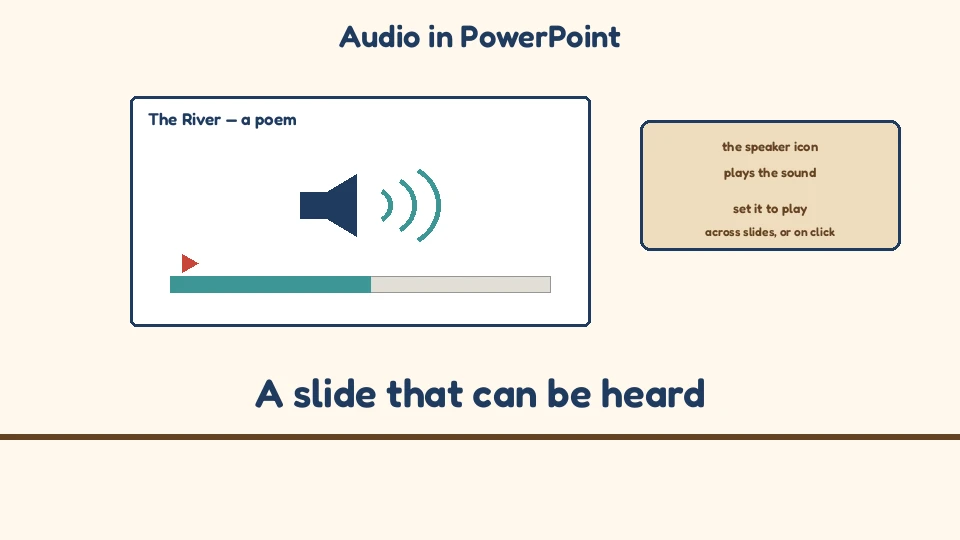 Audio in PowerPoint
The River – a poem
the speaker icon
plays the sound
set it to play
across slides, or on click
A slide that can be heard